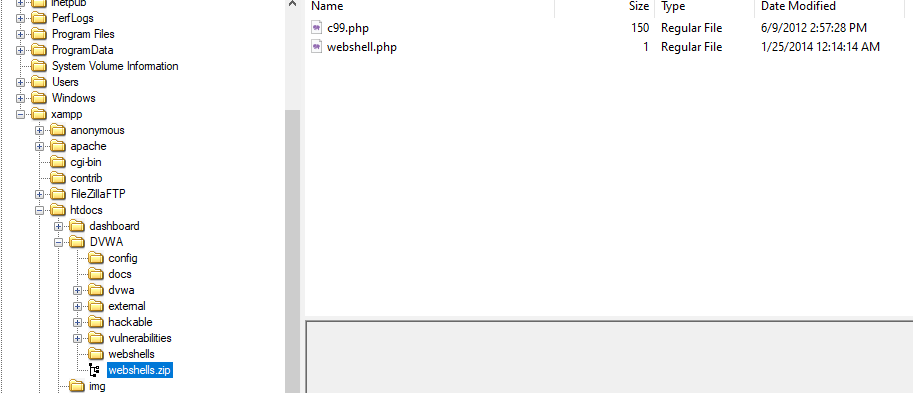 inetpub
PerfLogs
Program Files
ProgramData
System Volume Information
Users
Windows
xampp
anonymous
apache
cgi-bin
contrib
FileZillaFTP
htdocs
dashboard
DVWA
config
docs
dvwa
external
hackable
vulnerabilities
webshells
webshells.zip
img
Name Size Type Date Modified
c99.php 150 Regular File 6/9/2012 2:57:28 PM
webshell.php 1 Regular File 1/25/2014 12:14:14 AM